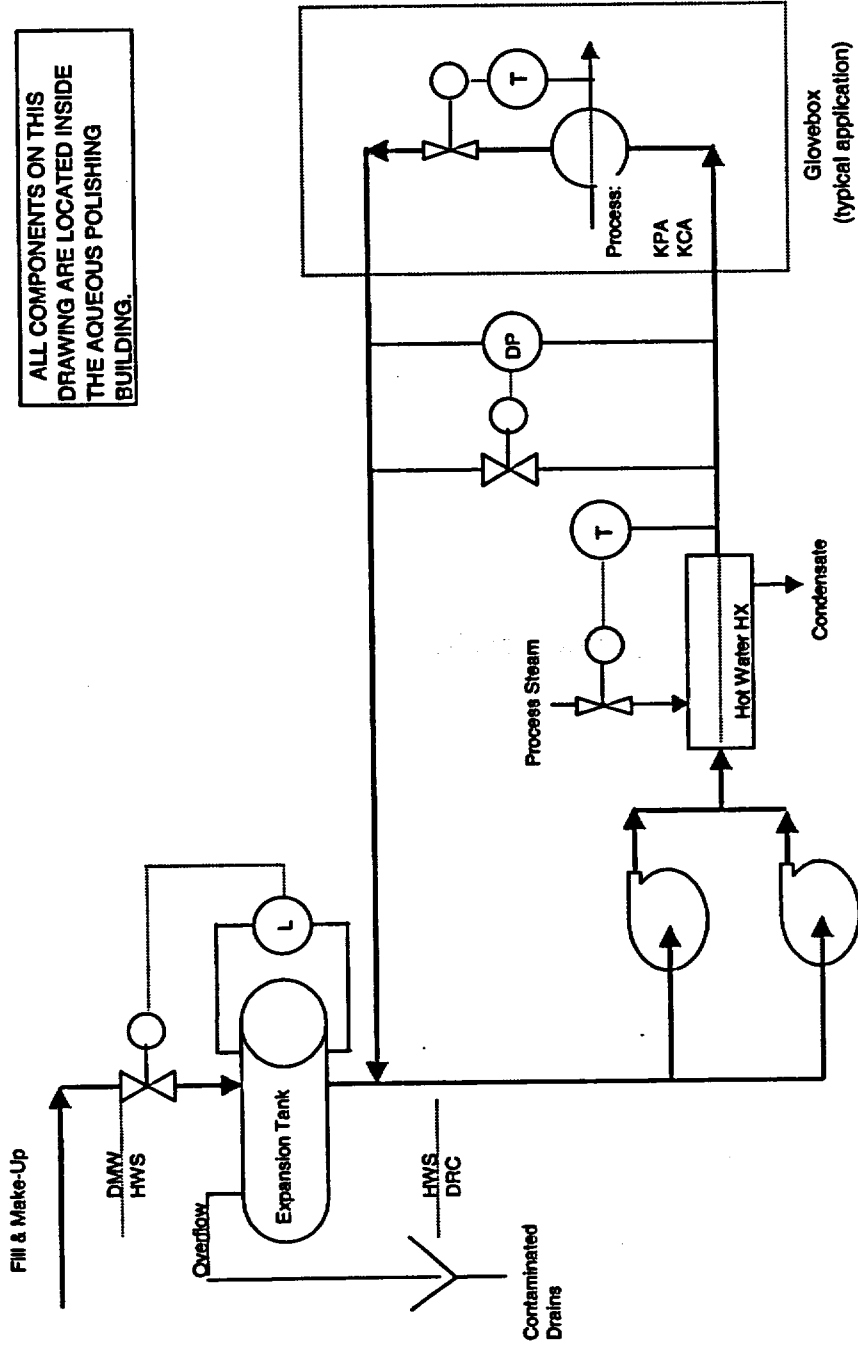 ALL COMPONENTS ON THIS
DRAWING ARE LOCATED INSIDE
THE AQUEOUS POLISHING
BUILDING.
Fill & Make-Up
DMW
HWS
L
Expansion Tank
Overflow
HWS
DRC
Contaminated
Drains
T
Process:
KPA
KCA
Glovebox
(typical application)
DP
T
Process Steam
Hot Water HX
Condensate